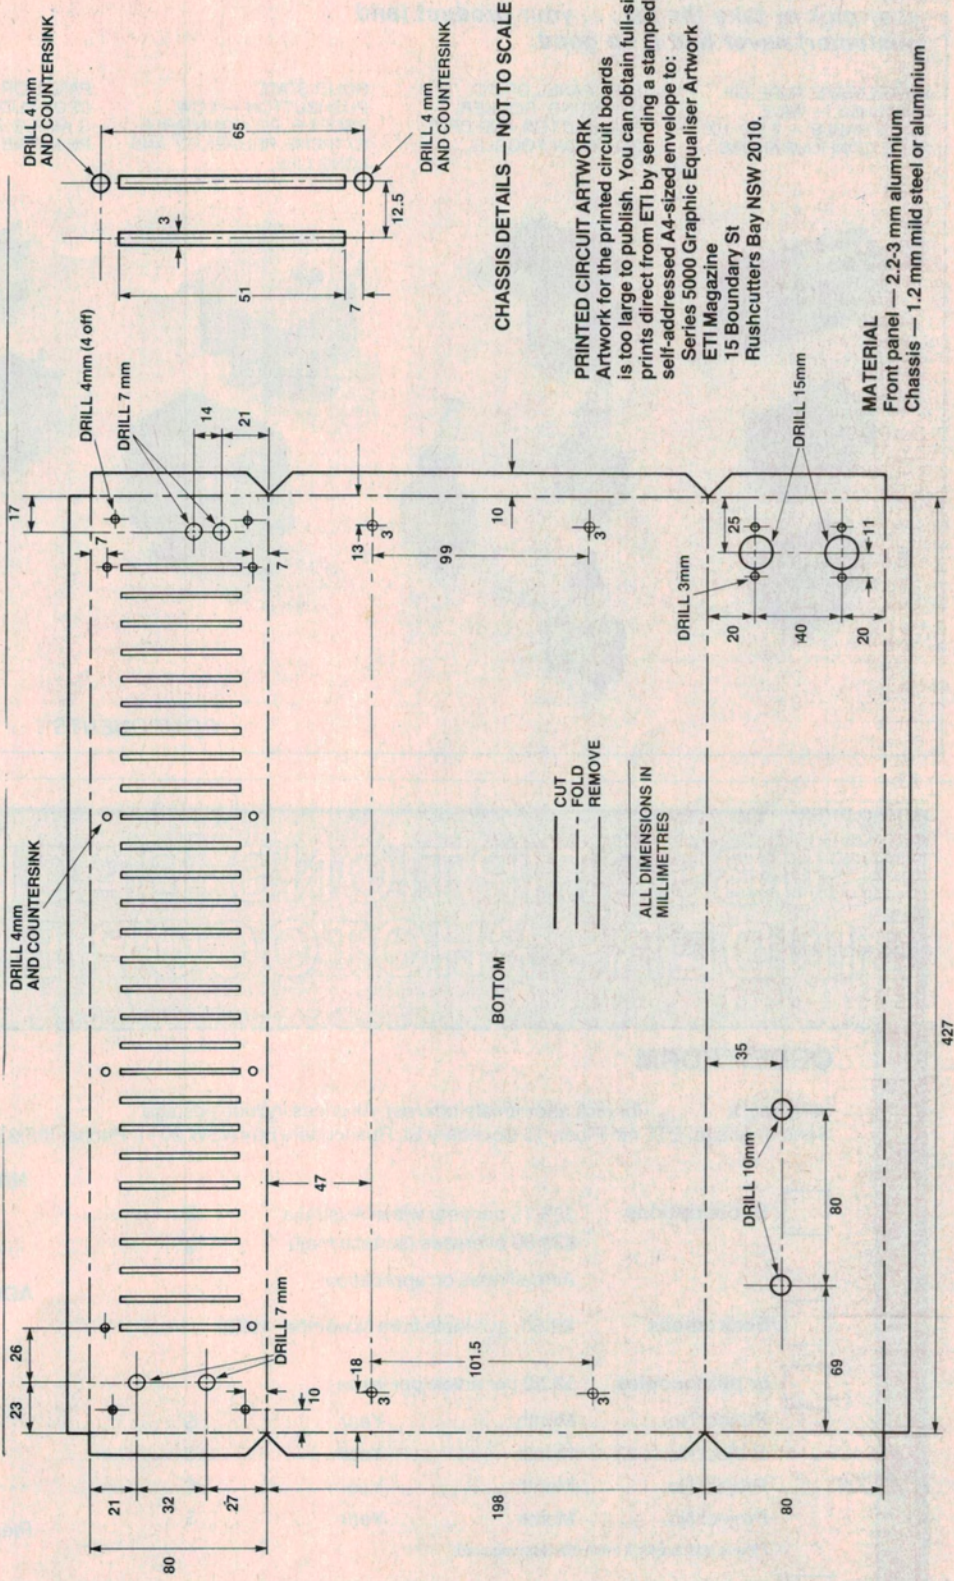 DRILL 4 mm
AND COUNTERSINK
65
3
12.5
51
7
DRILL 4 mm
AND COUNTERSINK
CHASSIS DETAILS — NOT TO SCALE
PRINTED CIRCUIT ARTWORK
Artwork for the printed circuit boards
is too large to publish. You can obtain full-si
prints direct from ETI by sending a stamped
self-addressed A4-sized envelope to:
Series 5000 Graphic Equaliser Artwork
ETI Magazine
15 Boundary St
Rushcutters Bay NSW 2010
MATERIAL
Front panel — 2.2-3 mm aluminium
Chassis — 1.2 mm mild steel or aluminium
DRILL 4mm
AND COUNTERSINK
DRILL 4mm (4 off)
DRILL 7 mm
17
14
21
7
7
23
26
21
32
27
80
DRILL 7 mm
10
47
13
3
99
3
10
18
3
101.5
3
198
BOTTOM
CUT
FOLD
REMOVE
ALL DIMENSIONS IN
MILLIMETRES
DRILL 15mm
DRILL 3mm
25
11
20
40
20
35
DRILL 10mm
80
69
80
427